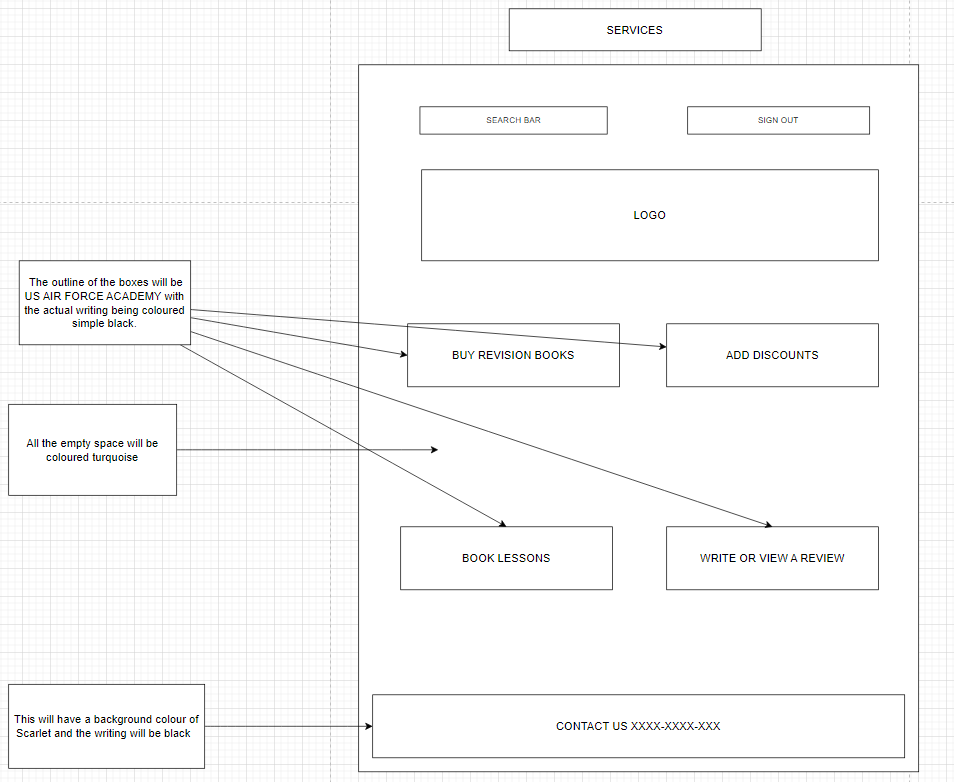 SERVICES
SEARCH BAR
SIGN OUT
LOGO
The outline of the boxes will be
US AIR FORCE ACADEMY with
the actual writing being coloured
simple black.
BUY REVISION BOOKS
ADD DISCOUNTS
All the empty space will be
coloured turquoise
BOOK LESSONS
WRITE OR VIEW A REVIEW
This will have a background colour of
Scarlet and the writing will be black
CONTACT US XXXX-XXXX-XXX